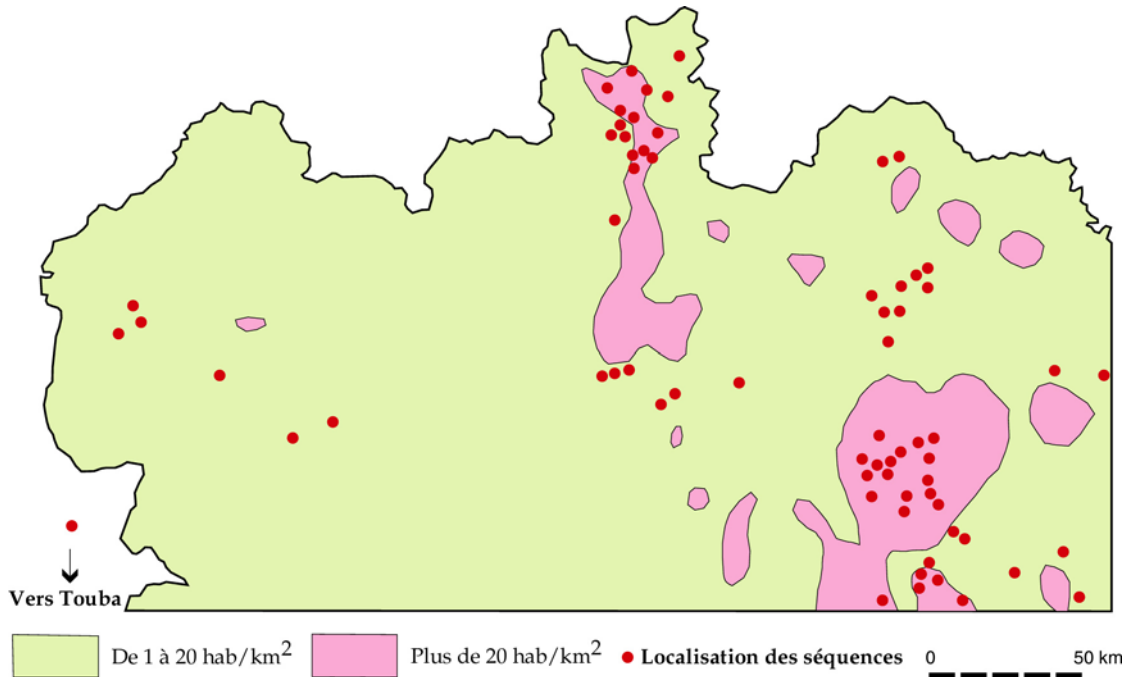 Vers Touba
De 1 à 20 hab/km²
Plus de 20 hab/km²
Localisation des séquences
0 50 km